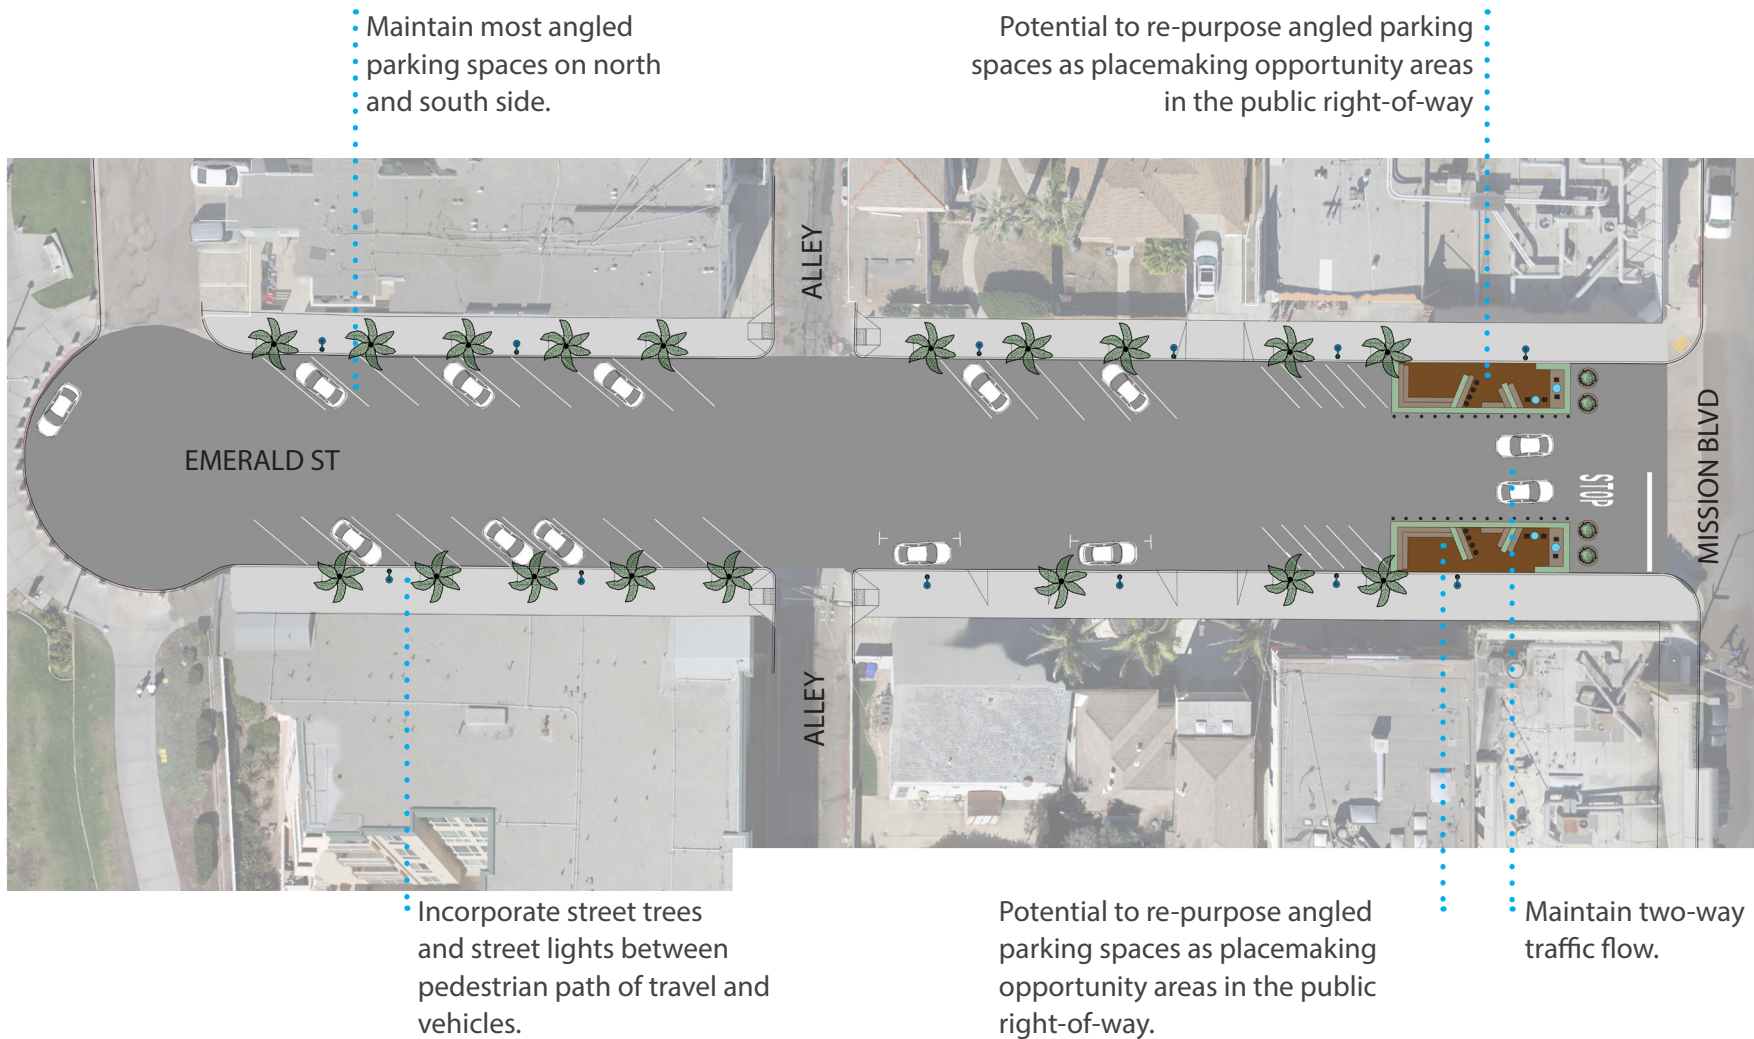 Maintain most angled
parking spaces on north
and south side.
Potential to re-purpose angled parking
spaces as placemaking opportunity areas
in the public right-of-way
ALLEY
EMERALD ST
STOP
MISSION BLVD
ALLEY
Incorporate street trees
and street lights between
pedestrian path of travel and
vehicles.
Potential to re-purpose angled
parking spaces as placemaking
opportunity areas in the public
right-of-way.
Maintain two-way
traffic flow.